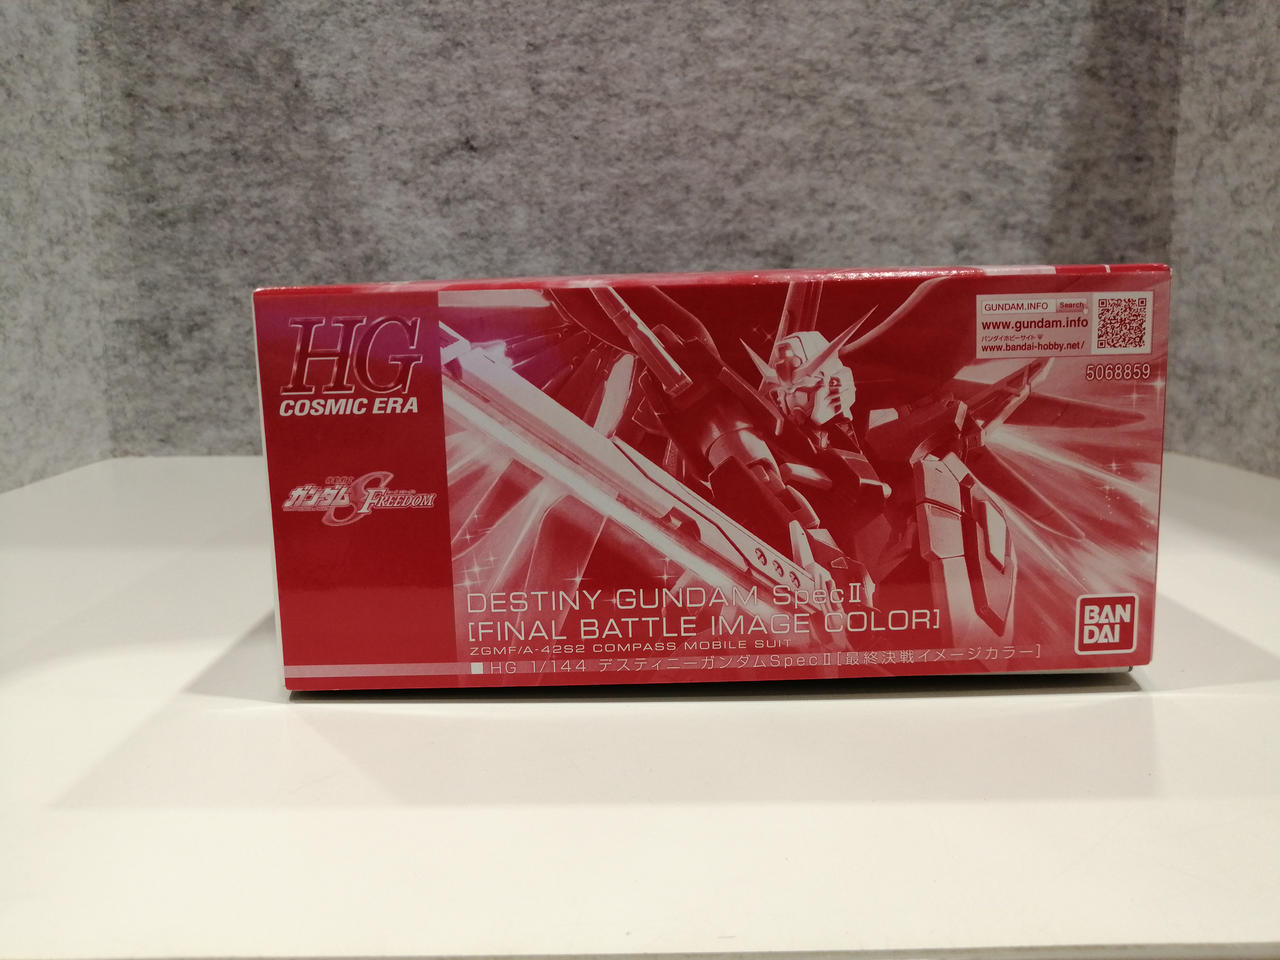 HG
COSMIC ERA
ガンダム SEED FREEDOM
GUNDAM.INFO Search
www.gundam.info
バンダイホビーサイト
www.bandai-hobby.net/
5068859
DESTINY GUNDAM SpecⅡ
[FINAL BATTLE IMAGE COLOR]
ZGMF/A-42S2 COMPASS MOBILE SUIT
■HG 1/144 デスティニーガンダムSpecⅡ[最終決戦イメージカラー]
BAN
DAI